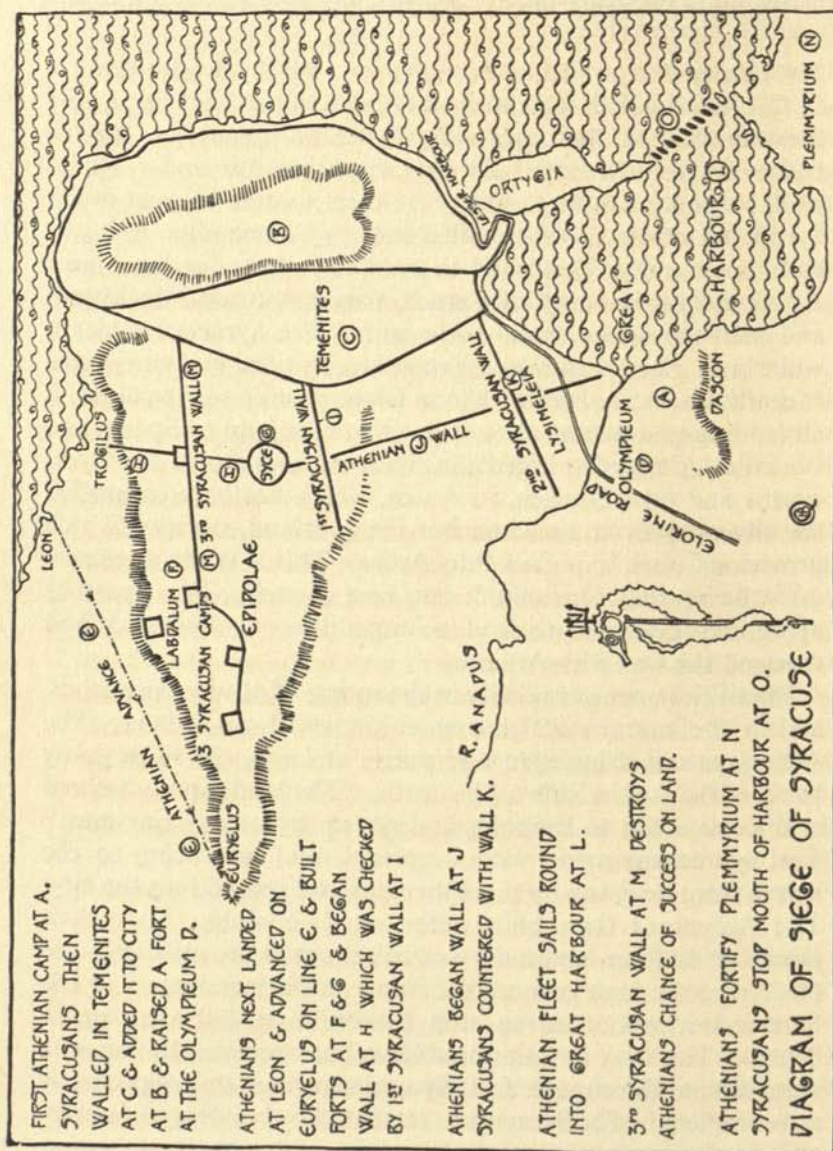 FIRST ATHENIAN CAMP AT A.
SYRACUSANS THEN
WALLED IN TEMENITES
AT C & ADDED IT TO CITY
AT B & RAISED A FORT
AT THE OLYMPIEUM D.
ATHENIANS NEXT LANDED
AT LEON & ADVANCED ON
EURYELUS ON LINE E, & BUILT
FORTS AT F & G & BEGAN
WALL AT H WHICH WAS CHECKED
BY 1ST SYRACUSAN WALL AT I
ATHENIANS BEGAN WALL AT J
SYRACUSANS COUNTERED WITH WALL K.
ATHENIAN FLEET SAILS ROUND
INTO GREAT HARBOUR AT L.
3RD SYRACUSAN WALL AT M DESTROYS
ATHENIANS CHANCE OF SUCCESS ON LAND.
ATHENIANS FORTIFY PLEMMYRIUM AT N
SYRACUSANS STOP MOUTH OF HARBOUR AT O.
DIAGRAM OF SIEGE OF SYRACUSE
LEON
E ATHENIAN ADVANCE E
EURYELUS
TROGILUS
H
LABDALUM F
3RD SYRACUSAN WALL M
3 SYRACUSAN CAMPS M
EPIPOLAE
H
SYCE G
1ST SYRACUSAN WALL
I
B
TEMENITES
C
ATHENIAN J WALL
2ND SYRACUSAN WALL
K
LYSIMELEIA
R. ANAPUS
ELORINE ROAD
OLYMPIEUM
D
A
DASCON
LESSER HARBOUR
ORTYGIA
GREAT
HARBOUR L
O
PLEMMYRIUM N
N